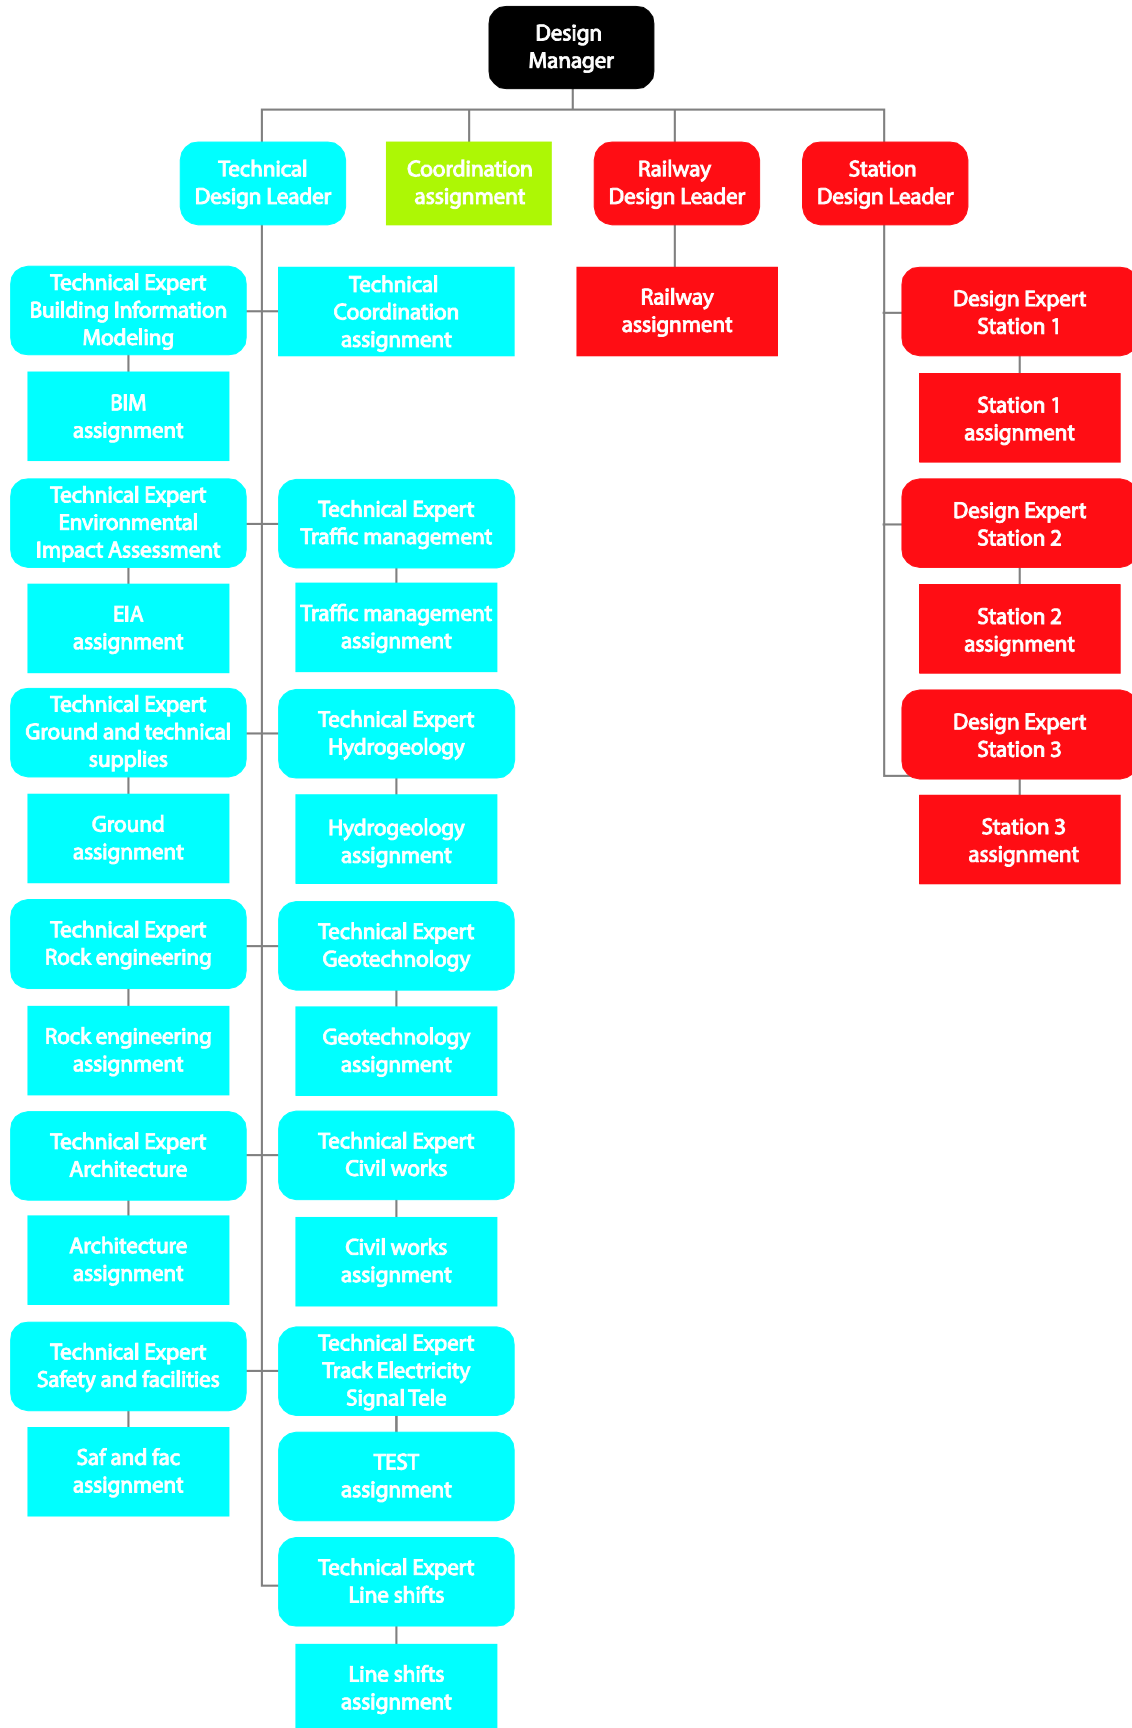 Design
Manager
Technical
Design Leader
Coordination
assignment
Railway
Design Leader
Station
Design Leader
Technical Expert
Building Information
Modeling
Technical
Coordination
assignment
Railway
assignment
Design Expert
Station 1
BIM
assignment
Station 1
assignment
Technical Expert
Environmental
Impact Assessment
Technical Expert
Traffic management
Design Expert
Station 2
EIA
assignment
Traffic management
assignment
Station 2
assignment
Technical Expert
Ground and technical
supplies
Technical Expert
Hydrogeology
Design Expert
Station 3
Ground
assignment
Hydrogeology
assignment
Station 3
assignment
Technical Expert
Rock engineering
Technical Expert
Geotechnology
Rock engineering
assignment
Geotechnology
assignment
Technical Expert
Architecture
Technical Expert
Civil works
Architecture
assignment
Civil works
assignment
Technical Expert
Safety and facilities
Technical Expert
Track Electricity
Signal Tele
Saf and fac
assignment
TEST
assignment
Technical Expert
Line shifts
Line shifts
assignment